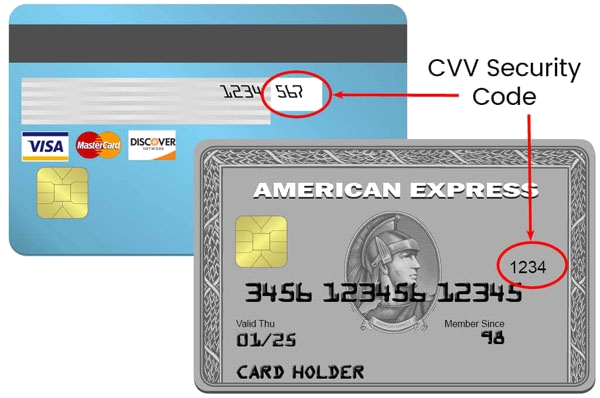 1234 567
CVV Security
Code
VISA
MasterCard
DISCOVER
NETWORK
AMERICAN EXPRESS
1234
3456 123456 12345
Valid Thu
Member Since
01/25
98
CARD HOLDER